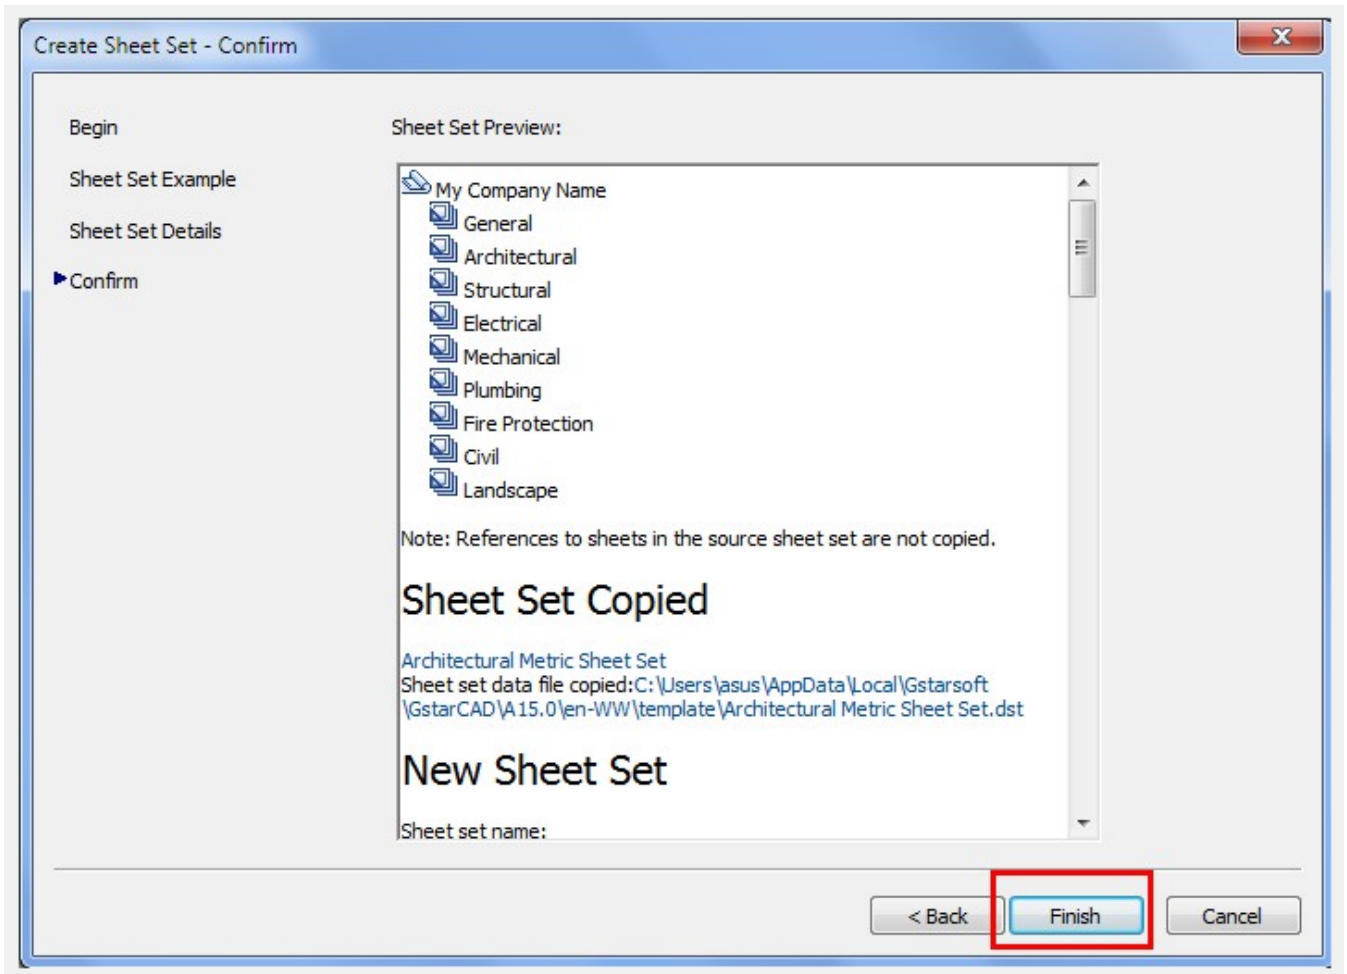 Create Sheet Set - Confirm
Begin
Sheet Set Example
Sheet Set Details
Confirm
Sheet Set Preview:
My Company Name
General
Architectural
Structural
Electrical
Mechanical
Plumbing
Fire Protection
Civil
Landscape
Note: References to sheets in the source sheet set are not copied.
Sheet Set Copied
Architectural Metric Sheet Set
Sheet set data file copied:C:\Users\asus\AppData\Local\Gstarsoft
\GstarCAD\A15.0\en-WW\template\Architectural Metric Sheet Set.dst
New Sheet Set
Sheet set name:
< Back
Finish
Cancel